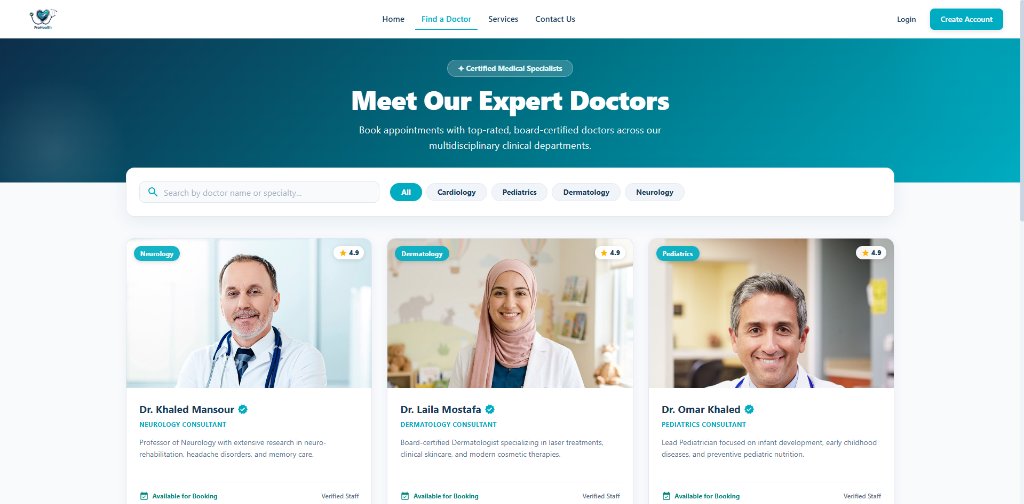 ProHealth
Home
Find a Doctor
Services
Contact Us
Login
Create Account
✦ Certified Medical Specialists
Meet Our Expert Doctors
Book appointments with top-rated, board-certified doctors across our
multidisciplinary clinical departments.
Search by doctor name or specialty...
All
Cardiology
Pediatrics
Dermatology
Neurology
Neurology
4.9
Dr. Khaled Mansour
NEUROLOGY CONSULTANT
Professor of Neurology with extensive research in neuro-
rehabilitation, headache disorders, and memory care.
Available for Booking
Verified Staff
Dermatology
4.9
Dr. Laila Mostafa
DERMATOLOGY CONSULTANT
Board-certified Dermatologist specializing in laser treatments,
clinical skincare, and modern cosmetic therapies.
Available for Booking
Verified Staff
Pediatrics
4.9
Dr. Omar Khaled
PEDIATRICS CONSULTANT
Lead Pediatrician focused on infant development, early childhood
diseases, and preventive pediatric nutrition.
Available for Booking
Verified Staff